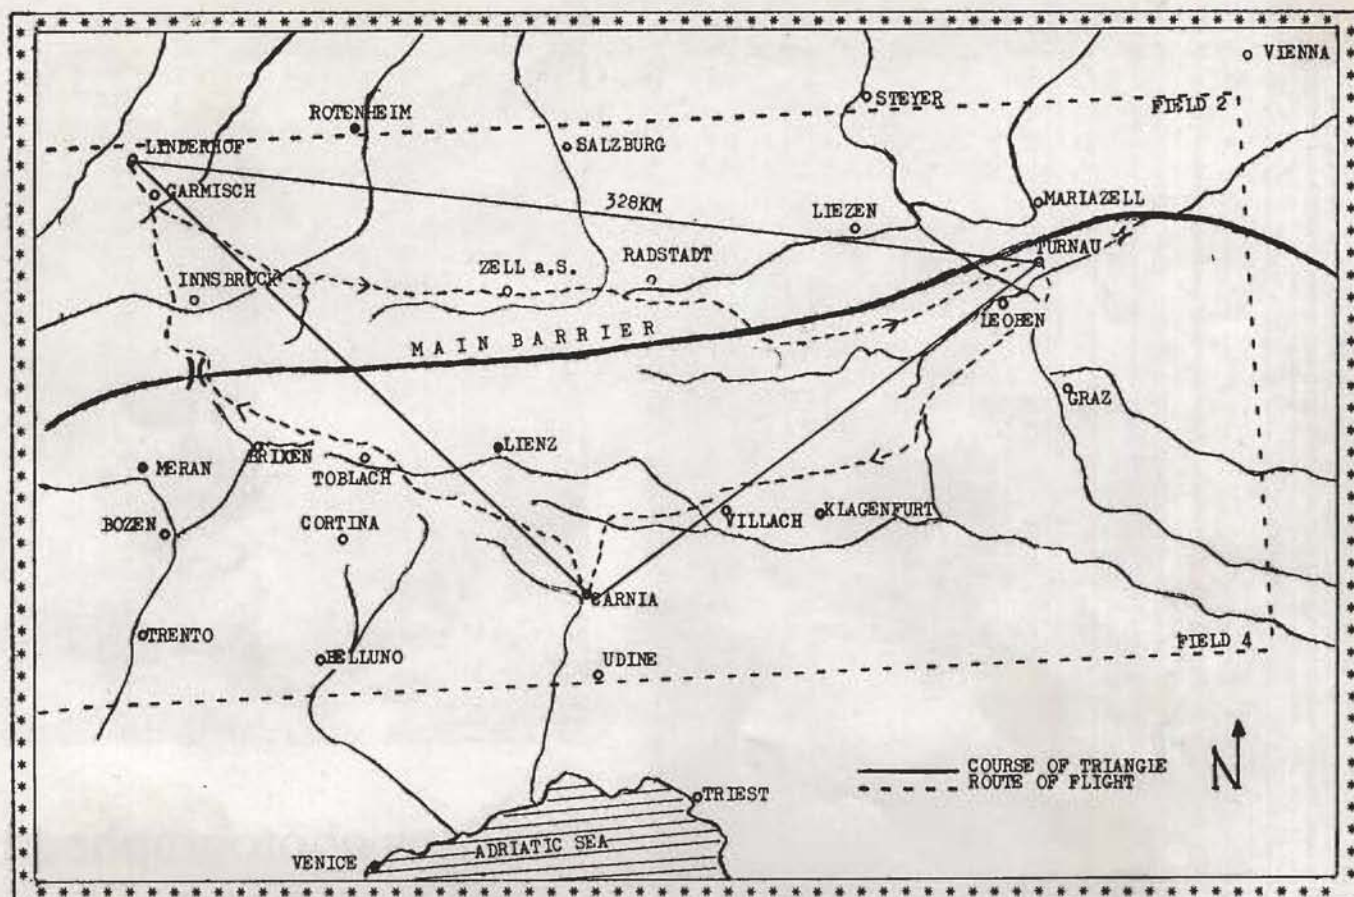 VIENNA
STEYER
FIELD 2
ROTENHEIM
LINDERHOF
SALZBURG
GARMISCH
328KM
MARIAZELL
LIEZEN
TURNAU
RADSTADT
ZELL a.S.
INNSBRUCK
LEOBEN
MAIN BARRIER
GRAZ
LIENZ
BRIXEN
MERAN
TOBLACH
VILLACH
KLAGENFURT
BOZEN
CORTINA
CARNIA
TRENTO
BELLUNO
UDINE
FIELD 4
COURSE OF TRIANGIE
ROUTE OF FLIGHT
N
TRIEST
ADRIATIC SEA
VENICE